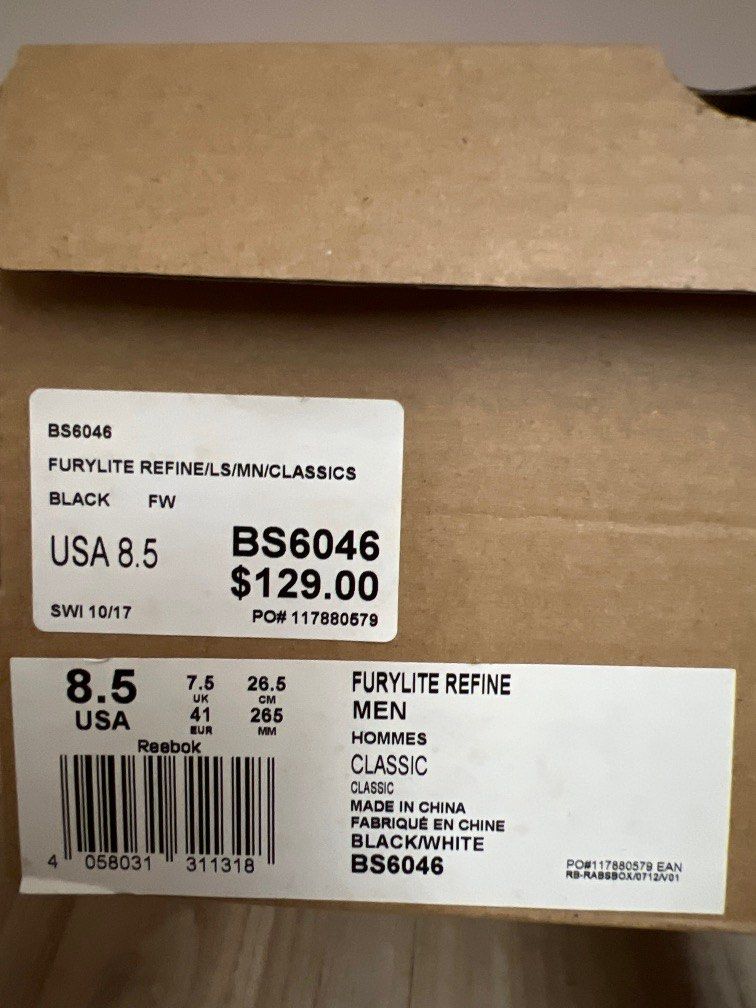 BS6046
FURYLITE REFINE/LS/MN/CLASSICS
BLACK FW
USA 8.5
BS6046
$129.00
SWI 10/17
PO# 117880579
8.5
USA
7.5
UK
41
EUR
26.5
CM
265
MM
Reebok
4 058031 311318
FURYLITE REFINE
MEN
HOMMES
CLASSIC
CLASSIC
MADE IN CHINA
FABRIQUÉ EN CHINE
BLACK/WHITE
BS6046
PO#117880579 EAN
RB-RABSBOX/0712/V01